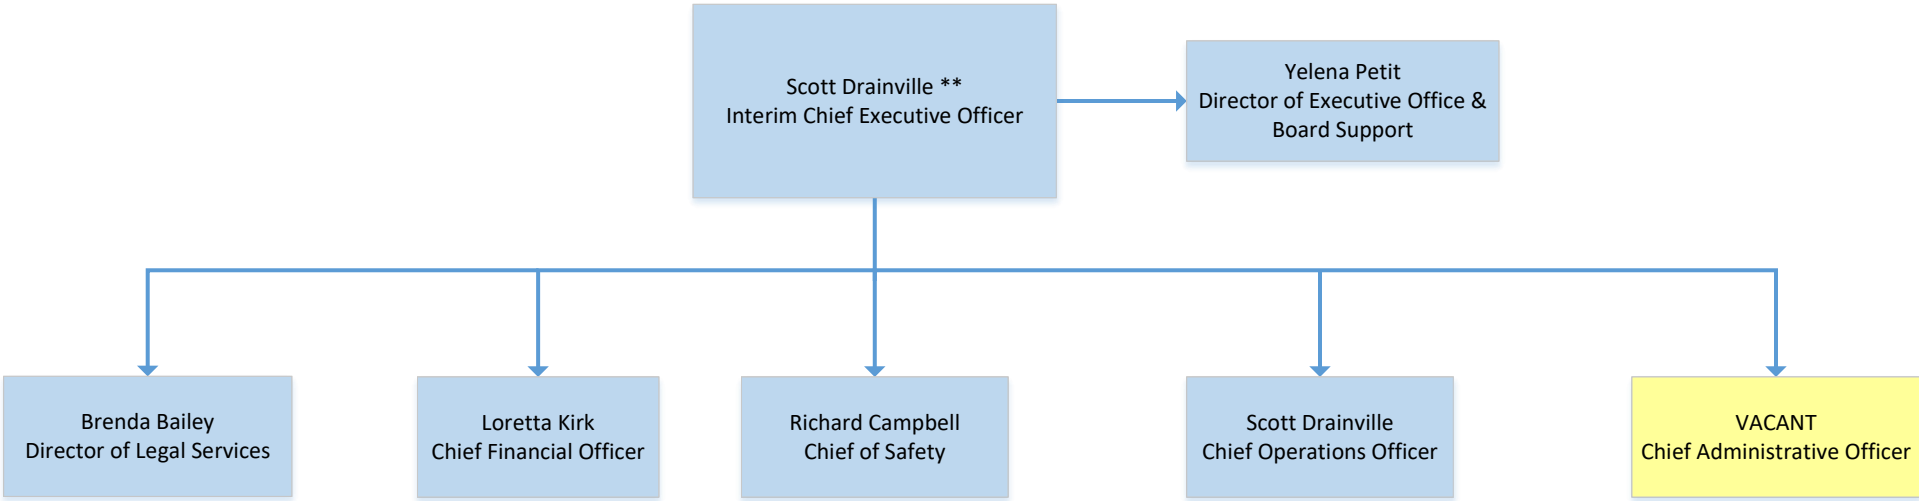 Scott Drainville **
Interim Chief Executive Officer
Yelena Petit
Director of Executive Office &
Board Support
Brenda Bailey
Director of Legal Services
Loretta Kirk
Chief Financial Officer
Richard Campbell
Chief of Safety
Scott Drainville
Chief Operations Officer
VACANT
Chief Administrative Officer